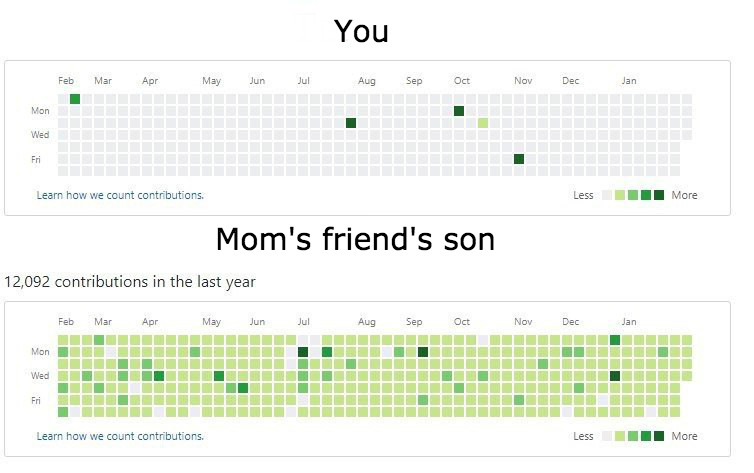 You
Feb Mar Apr May Jun Jul Aug Sep Oct Nov Dec Jan
Mon
Wed
Fri
Learn how we count contributions. Less More
Mom's friend's son
12,092 contributions in the last year
Feb Mar Apr May Jun Jul Aug Sep Oct Nov Dec Jan
Mon
Wed
Fri
Learn how we count contributions. Less More